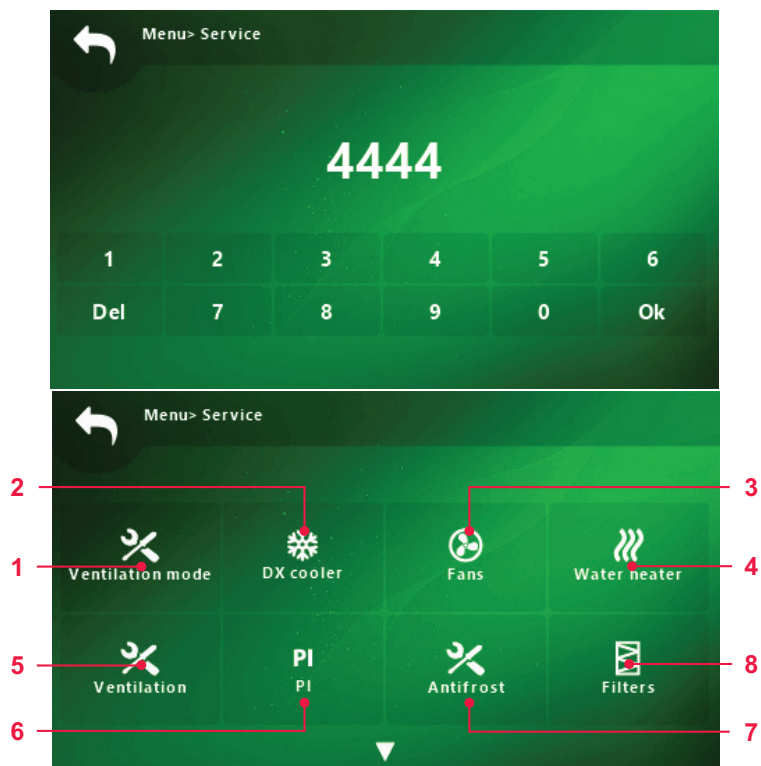 Menu> Service
4444
1 2 3 4 5 6
Del 7 8 9 0 Ok
Menu> Service
2 3
1 Ventilation mode DX cooler Fans Water heater 4
5 PI 8
Ventilation PI Antifrost Filters
6 7